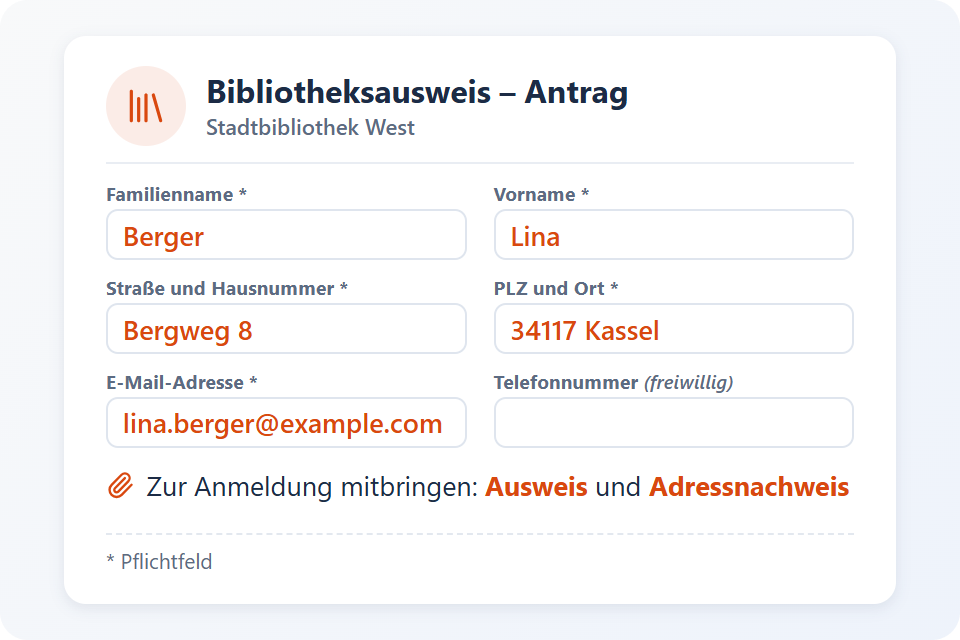 Bibliotheksausweis – Antrag
Stadtbibliothek West
Familienname *
Berger
Vorname *
Lina
Straße und Hausnummer *
Bergweg 8
PLZ und Ort *
34117 Kassel
E-Mail-Adresse *
lina.berger@example.com
Telefonnummer (freiwillig)
Zur Anmeldung mitbringen: Ausweis und Adressnachweis
* Pflichtfeld